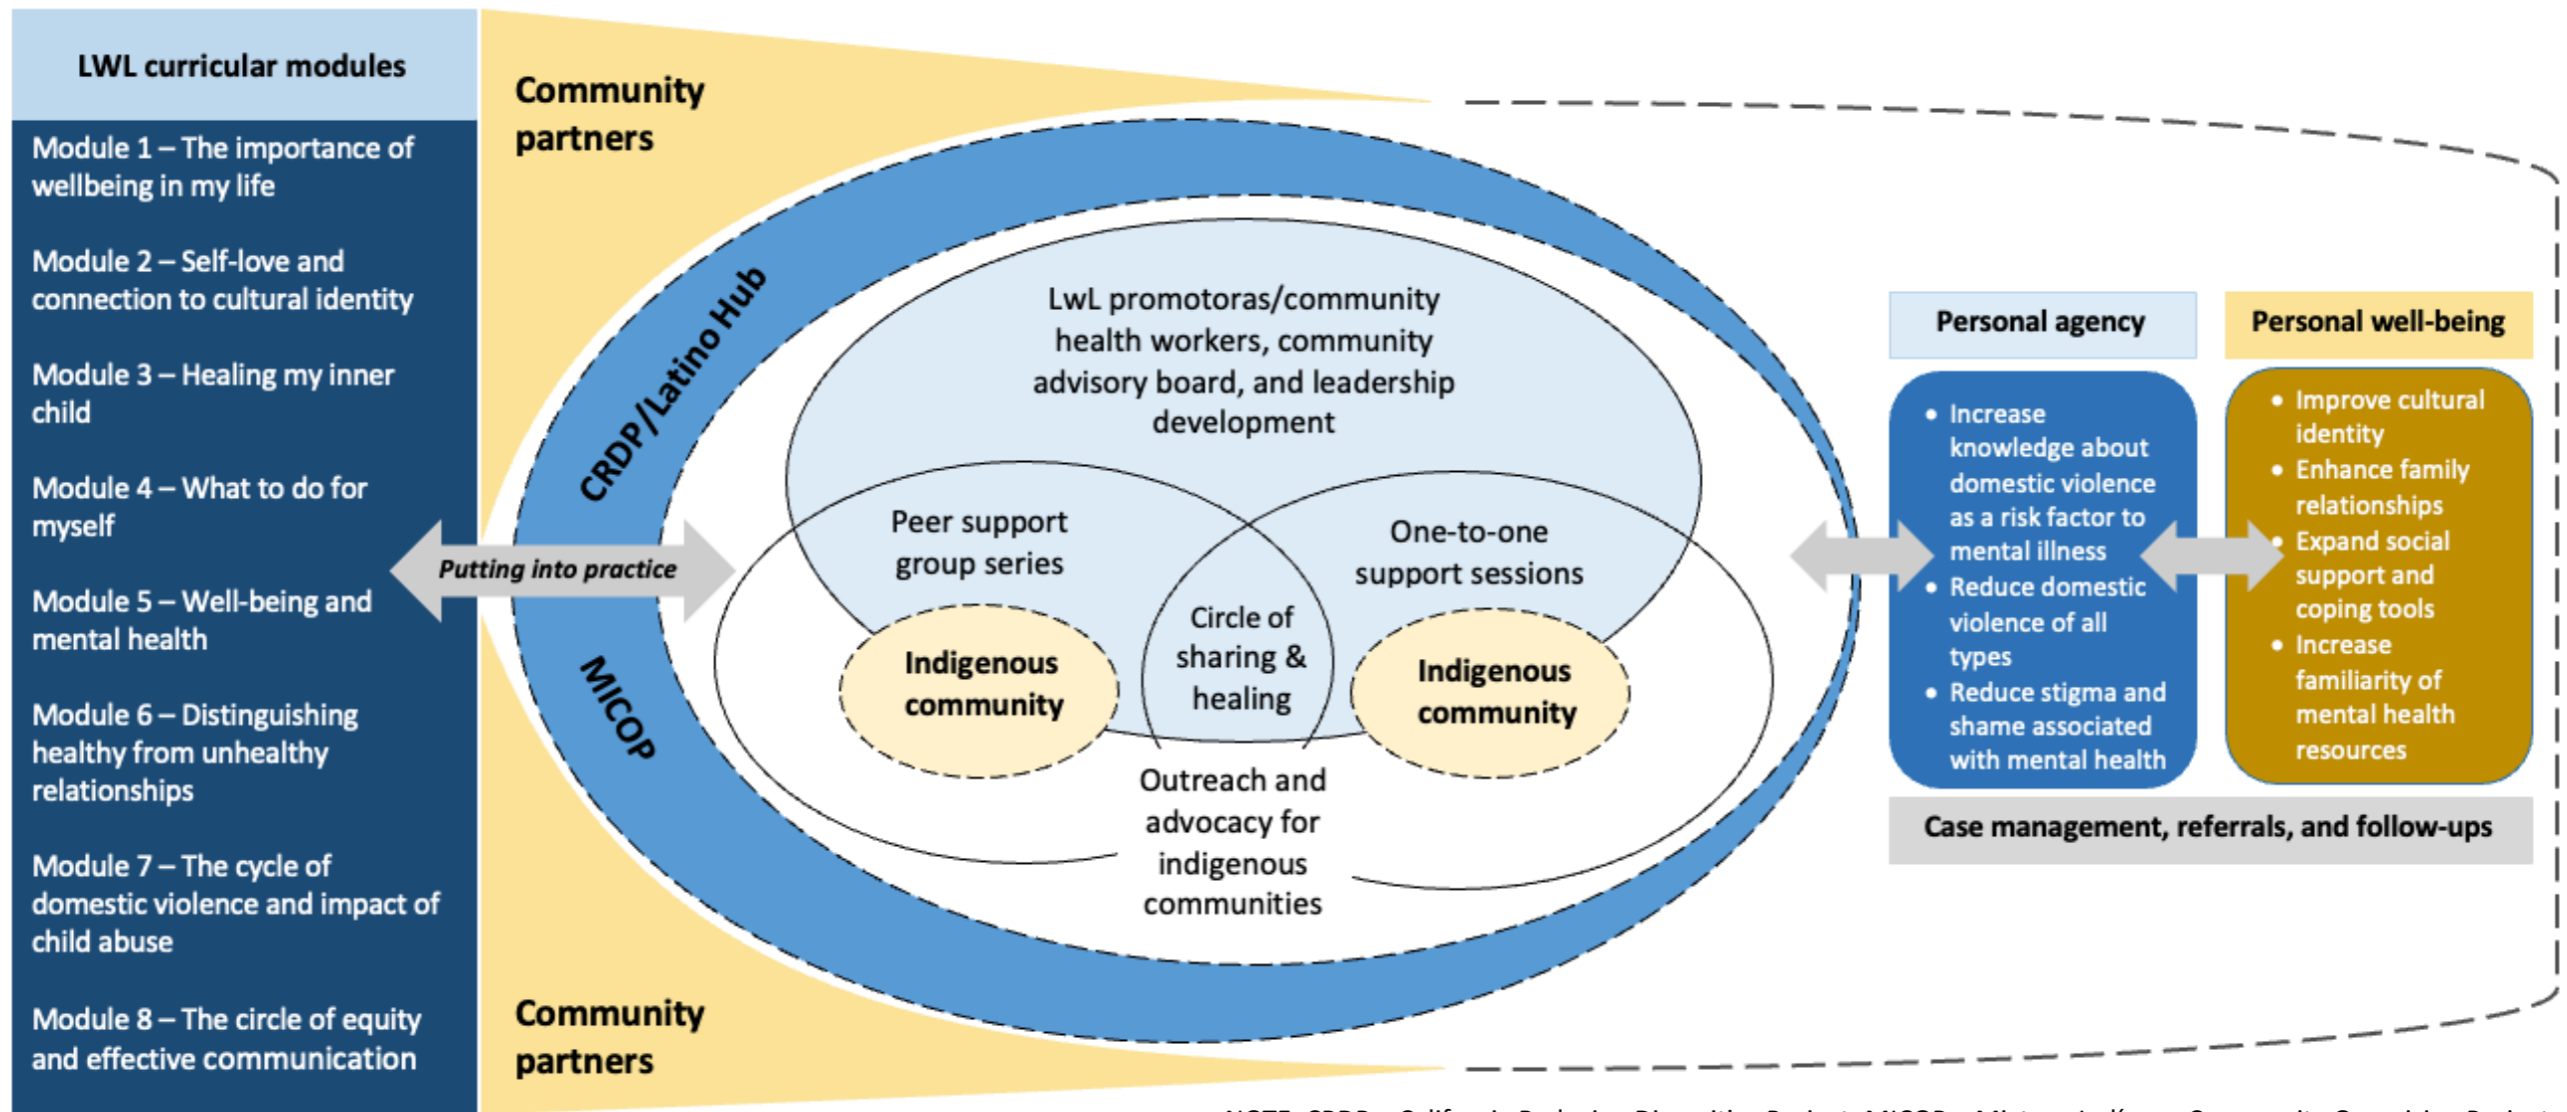 LWL curricular modules
Module 1 – The importance of
wellbeing in my life
Module 2 – Self-love and
connection to cultural identity
Module 3 – Healing my inner
child
Module 4 – What to do for
myself
Module 5 – Well-being and
mental health
Module 6 – Distinguishing
healthy from unhealthy
relationships
Module 7 – The cycle of
domestic violence and impact of
child abuse
Module 8 – The circle of equity
and effective communication
Community
partners
CRDP/Latino Hub
Putting into practice
MICOP
Community
partners
LwL promotoras/community
health workers, community
advisory board, and leadership
development
Peer support
group series
One-to-one
support sessions
Circle of
sharing &
healing
Indigenous
community
Indigenous
community
Outreach and
advocacy for
indigenous
communities
Personal agency
• Increase
knowledge about
domestic violence
as a risk factor to
mental illness
• Reduce domestic
violence of all
types
• Reduce stigma and
shame associated
with mental health
Personal well-being
• Improve cultural
identity
• Enhance family
relationships
• Expand social
support and
coping tools
• Increase
familiarity of
mental health
resources
Case management, referrals, and follow-ups